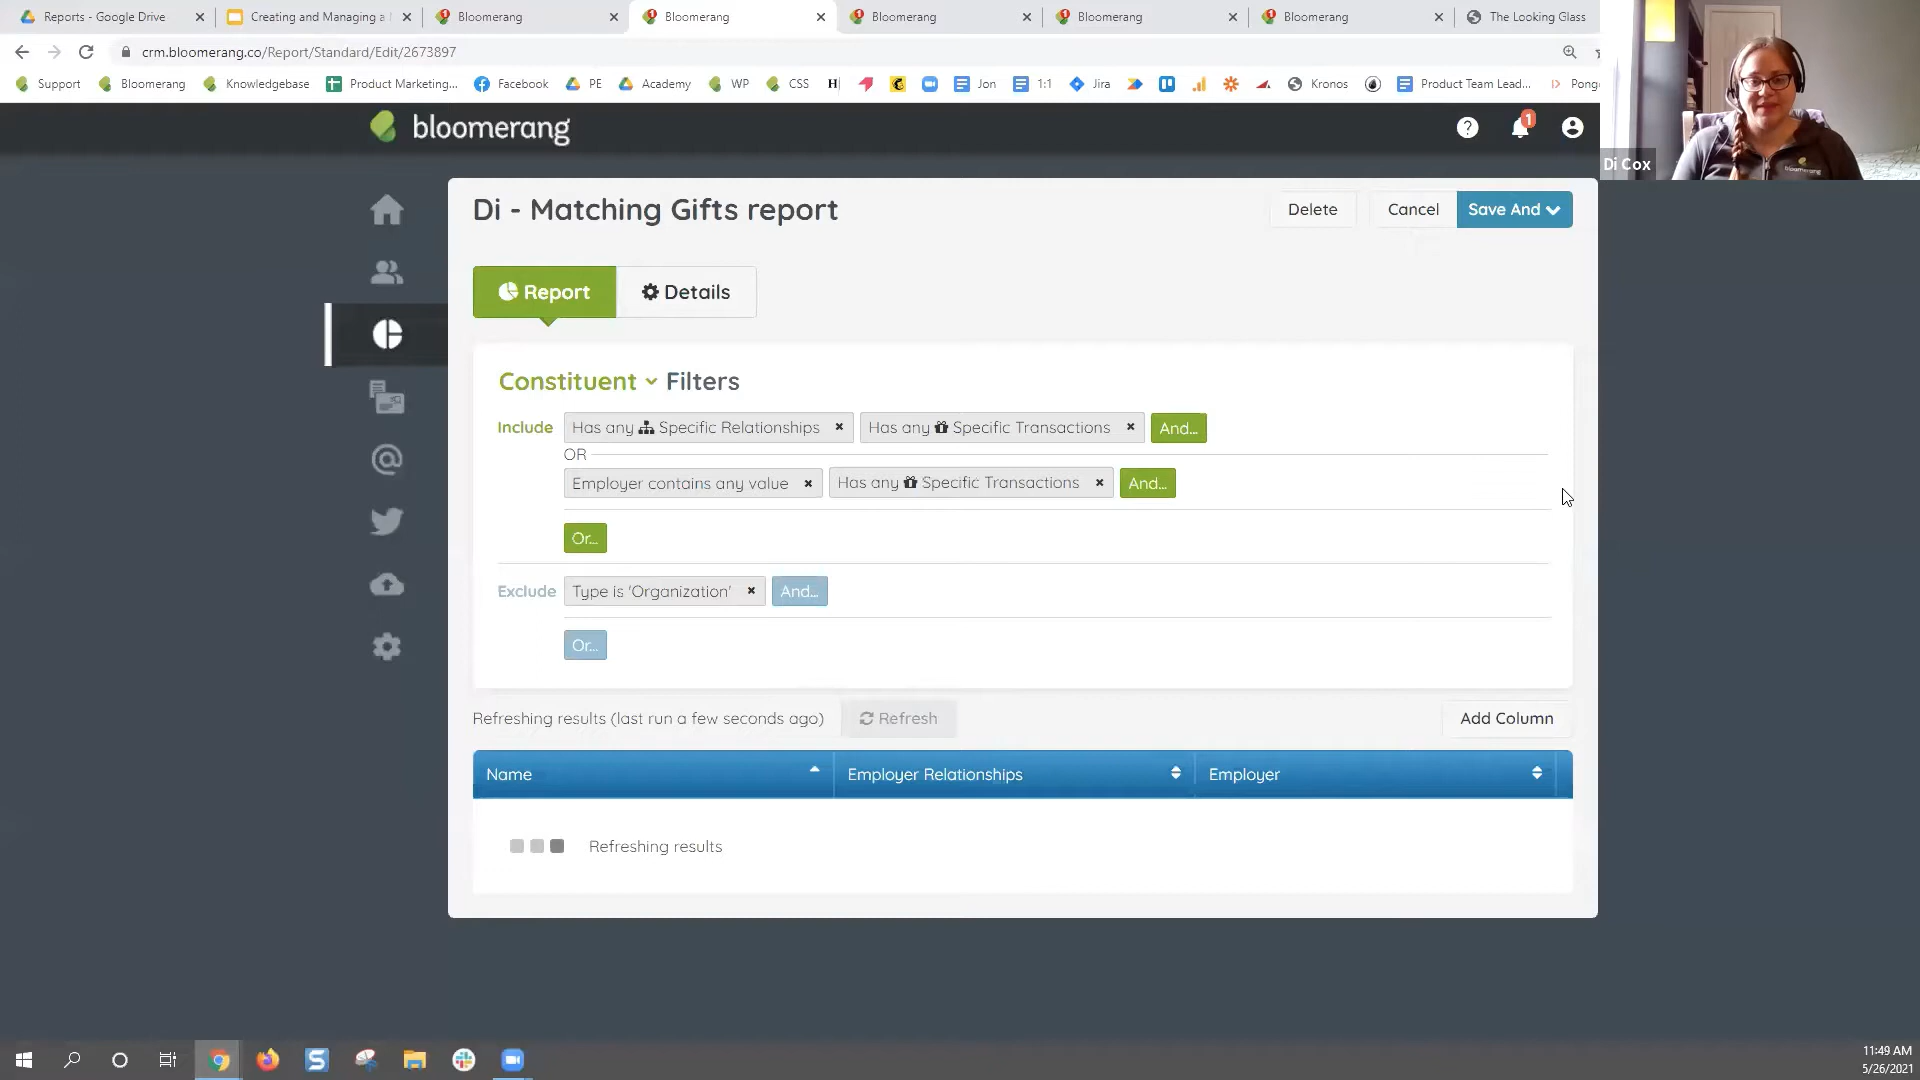 Reports - Google Drive
Creating and Managing a
Bloomerang
Bloomerang
Bloomerang
Bloomerang
Bloomerang
The Looking Glass
crm.bloomerang.co/Report/Standard/Edit/2673897
Support
Bloomerang
Knowledgebase
Product Marketing...
Facebook
PE
Academy
WP
CSS
H
Jon
1:1
Jira
Kronos
Product Team Lead...
Pong
bloomerang
1
Di Cox
Di - Matching Gifts report
Delete
Cancel
Save And
Report
Details
Constituent Filters
Include
Has any Specific Relationships ×
Has any Specific Transactions ×
And...
OR
Employer contains any value ×
Has any Specific Transactions ×
And...
Or...
Exclude
Type is 'Organization' ×
And...
Or...
Refreshing results (last run a few seconds ago)
Refresh
Add Column
Name
Employer Relationships
Employer
Refreshing results
11:49 AM
5/26/2021